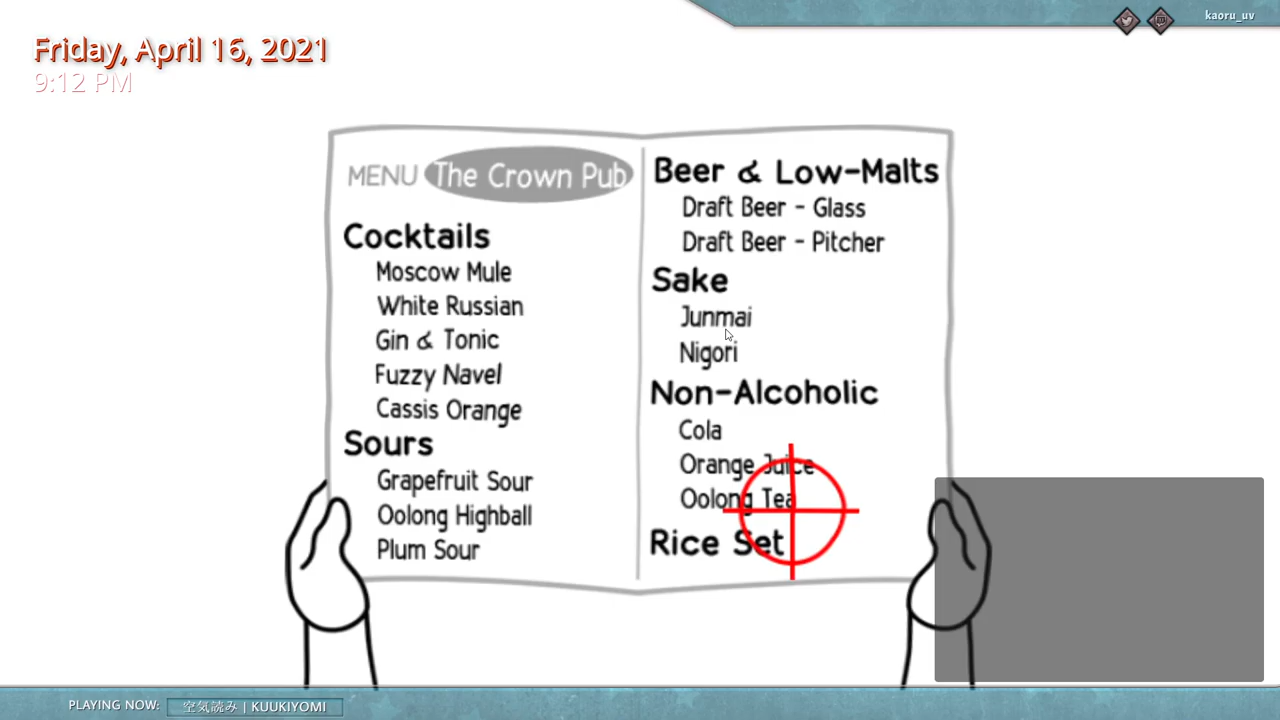 kaoru_uv
Friday, April 16, 2021
9:12 PM
MENU The Crown Pub
Cocktails
Moscow Mule
White Russian
Gin & Tonic
Fuzzy Navel
Cassis Orange
Sours
Grapefruit Sour
Oolong Highball
Plum Sour
Beer & Low-Malts
Draft Beer - Glass
Draft Beer - Pitcher
Sake
Junmai
Nigori
Non-Alcoholic
Cola
Orange Juice
Oolong Tea
Rice Set
PLAYING NOW: 空気読み | KUUKIYOMI